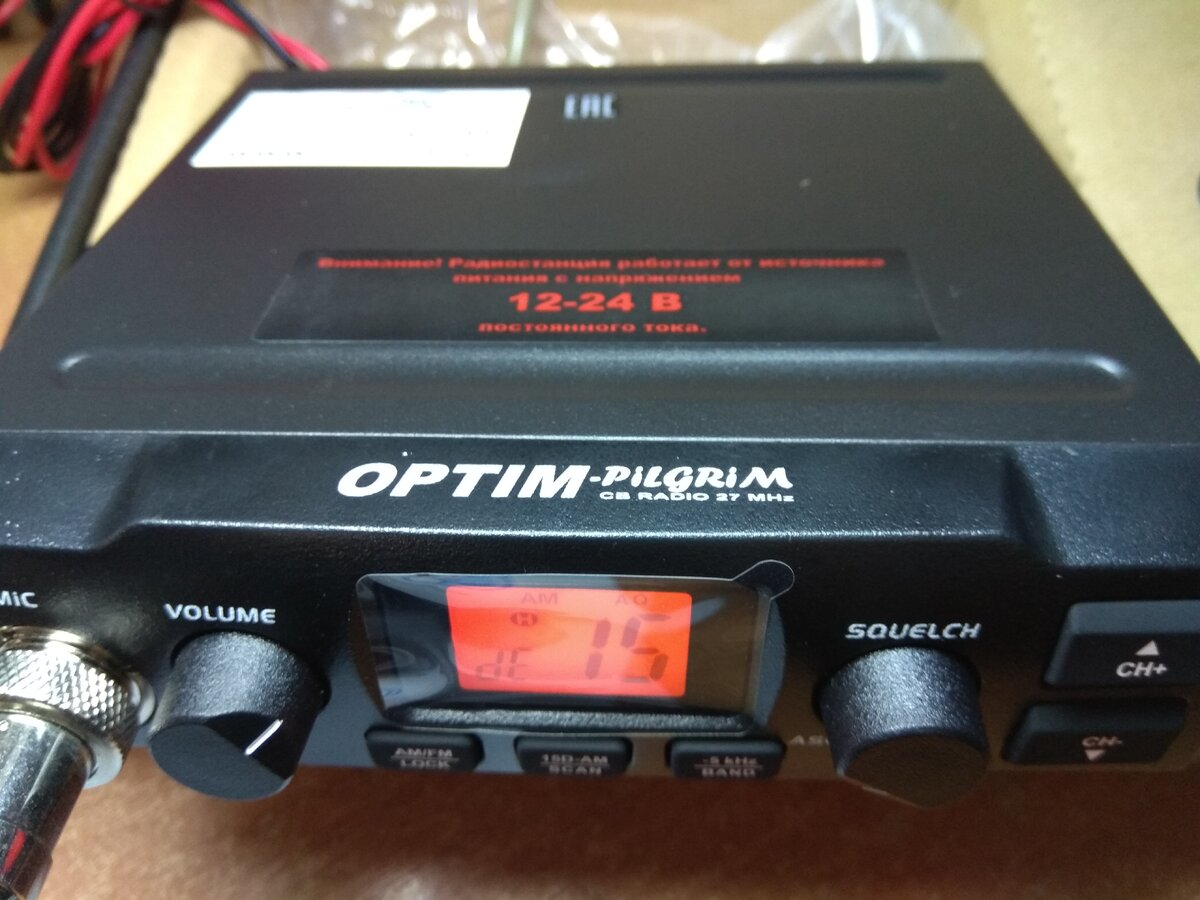 EAC
Внимание! Радиостанция работает от источника
питания с напряжением
12-24 В
постоянного тока.
OPTIM-PiLGRiM
CB RADIO 27 MHz
MiC
VOLUME
AM AQ
H
dE 15
SQUELCH
▲
CH+
CH-
▼
AM/FM
LOCK
15D-AM
SCAN
-5 kHz
BAND